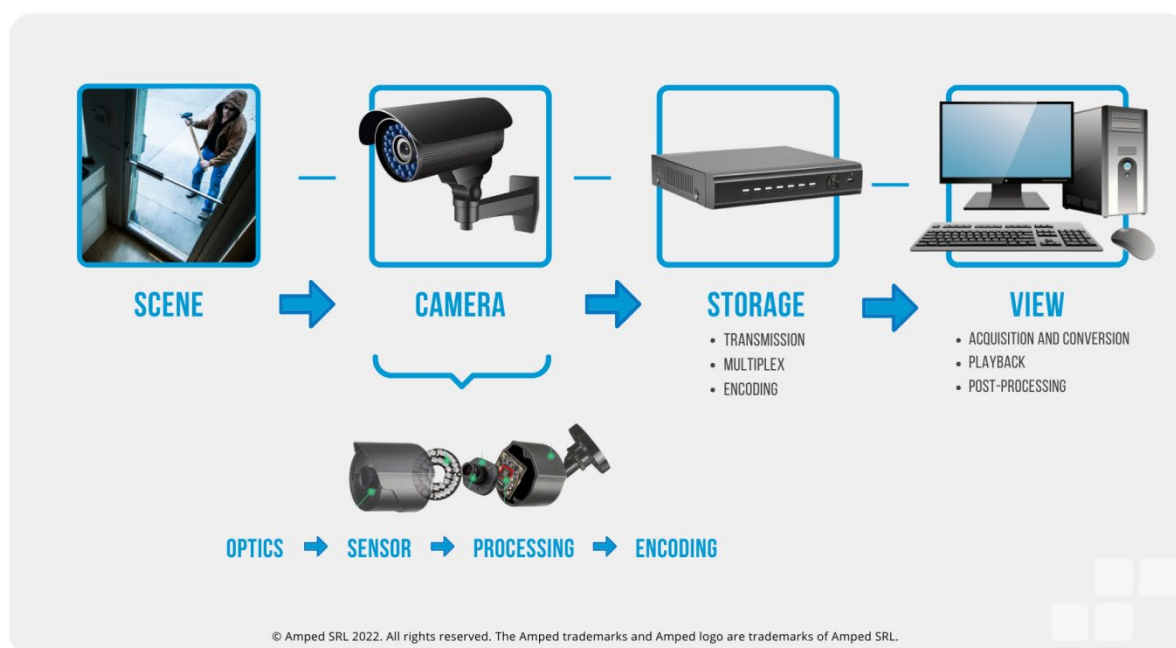 SCENE
CAMERA
STORAGE
• TRANSMISSION
• MULTIPLEX
• ENCODING
VIEW
• ACQUISITION AND CONVERSION
• PLAYBACK
• POST-PROCESSING
OPTICS
SENSOR
PROCESSING
ENCODING
© Amped SRL 2022. All rights reserved. The Amped trademarks and Amped logo are trademarks of Amped SRL.